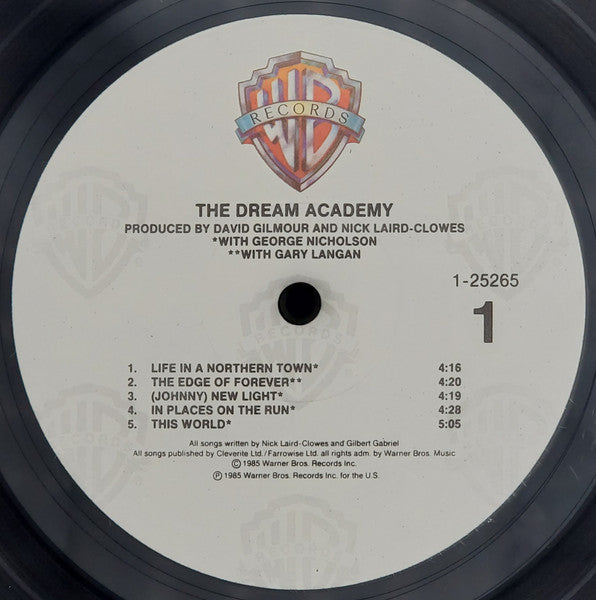 WB
RECORDS
THE DREAM ACADEMY
PRODUCED BY DAVID GILMOUR AND NICK LAIRD-CLOWES
*WITH GEORGE NICHOLSON
**WITH GARY LANGAN
1-25265
1
1. LIFE IN A NORTHERN TOWN* 4:16
2. THE EDGE OF FOREVER** 4:20
3. (JOHNNY) NEW LIGHT* 4:19
4. IN PLACES ON THE RUN* 4:28
5. THIS WORLD* 5:05
All songs written by Nick Laird-Clowes and Gilbert Gabriel
All songs published by Cleverite Ltd./Farrowise Ltd. all rights adm. by Warner Bros. Music
© 1985 Warner Bros. Records Inc.
℗ 1985 Warner Bros. Records Inc. for the U.S.